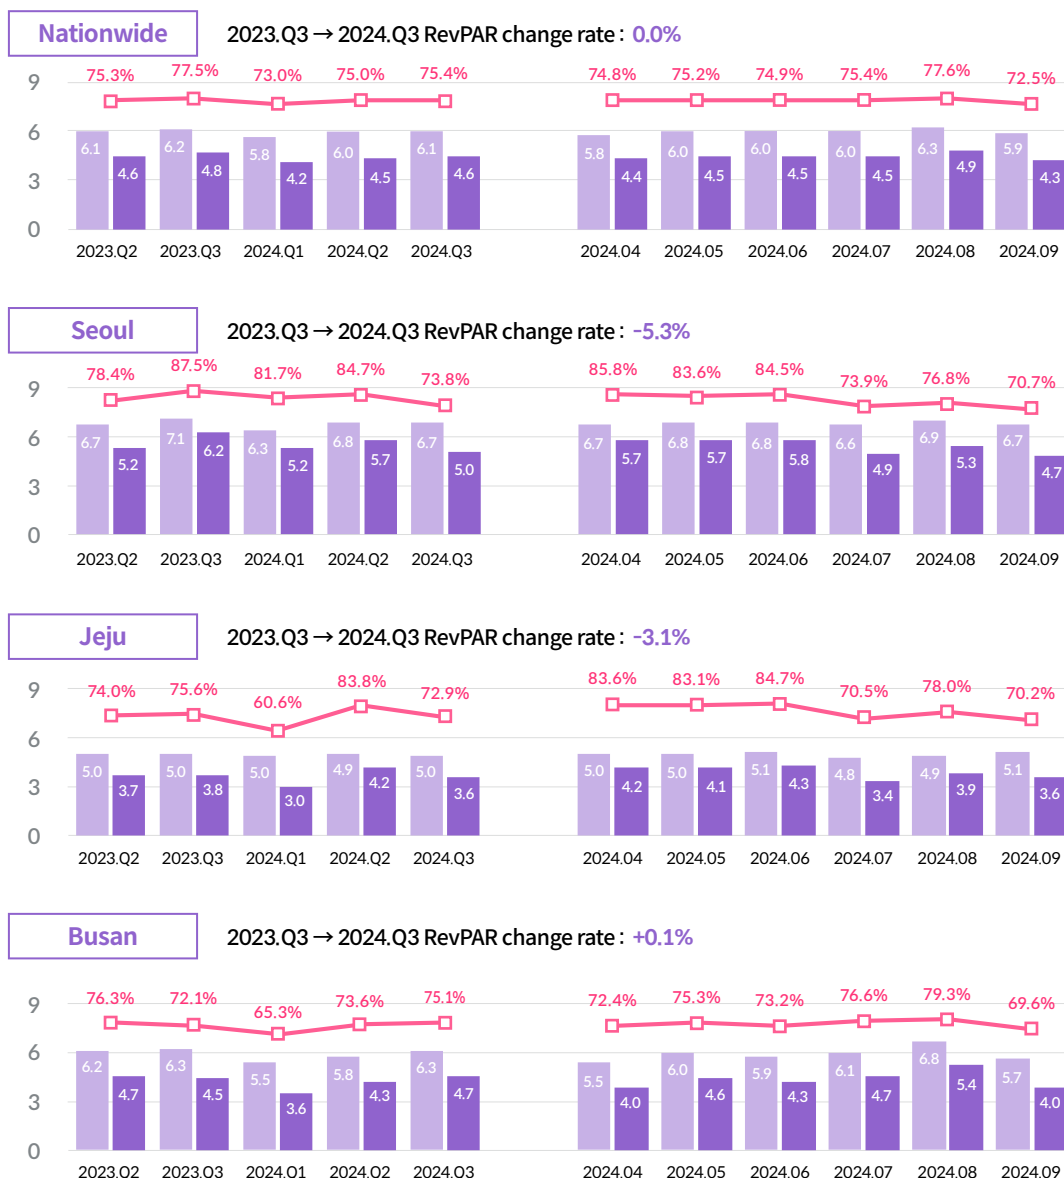 Nationwide
2023.Q3 → 2024.Q3 RevPAR change rate : 0.0%
75.3% 77.5% 73.0% 75.0% 75.4% 74.8% 75.2% 74.9% 75.4% 77.6% 72.5%
9
6
3
0
6.1 4.6 6.2 4.8 5.8 4.2 6.0 4.5 6.1 4.6 5.8 4.4 6.0 4.5 6.0 4.5 6.0 4.5 6.3 4.9 5.9 4.3
2023.Q2 2023.Q3 2024.Q1 2024.Q2 2024.Q3 2024.04 2024.05 2024.06 2024.07 2024.08 2024.09
Seoul
2023.Q3 → 2024.Q3 RevPAR change rate : -5.3%
78.4% 87.5% 81.7% 84.7% 73.8% 85.8% 83.6% 84.5% 73.9% 76.8% 70.7%
9
6
3
0
6.7 5.2 7.1 6.2 6.3 5.2 6.8 5.7 6.7 5.0 6.7 5.7 6.8 5.7 6.8 5.8 6.6 4.9 6.9 5.3 6.7 4.7
2023.Q2 2023.Q3 2024.Q1 2024.Q2 2024.Q3 2024.04 2024.05 2024.06 2024.07 2024.08 2024.09
Jeju
2023.Q3 → 2024.Q3 RevPAR change rate : -3.1%
74.0% 75.6% 60.6% 83.8% 72.9% 83.6% 83.1% 84.7% 70.5% 78.0% 70.2%
9
6
3
0
5.0 3.7 5.0 3.8 5.0 3.0 4.9 4.2 5.0 3.6 5.0 4.2 5.0 4.1 5.1 4.3 4.8 3.4 4.9 3.9 5.1 3.6
2023.Q2 2023.Q3 2024.Q1 2024.Q2 2024.Q3 2024.04 2024.05 2024.06 2024.07 2024.08 2024.09
Busan
2023.Q3 → 2024.Q3 RevPAR change rate : +0.1%
76.3% 72.1% 65.3% 73.6% 75.1% 72.4% 75.3% 73.2% 76.6% 79.3% 69.6%
9
6
3
0
6.2 4.7 6.3 4.5 5.5 3.6 5.8 4.3 6.3 4.7 5.5 4.0 6.0 4.6 5.9 4.3 6.1 4.7 6.8 5.4 5.7 4.0
2023.Q2 2023.Q3 2024.Q1 2024.Q2 2024.Q3 2024.04 2024.05 2024.06 2024.07 2024.08 2024.09